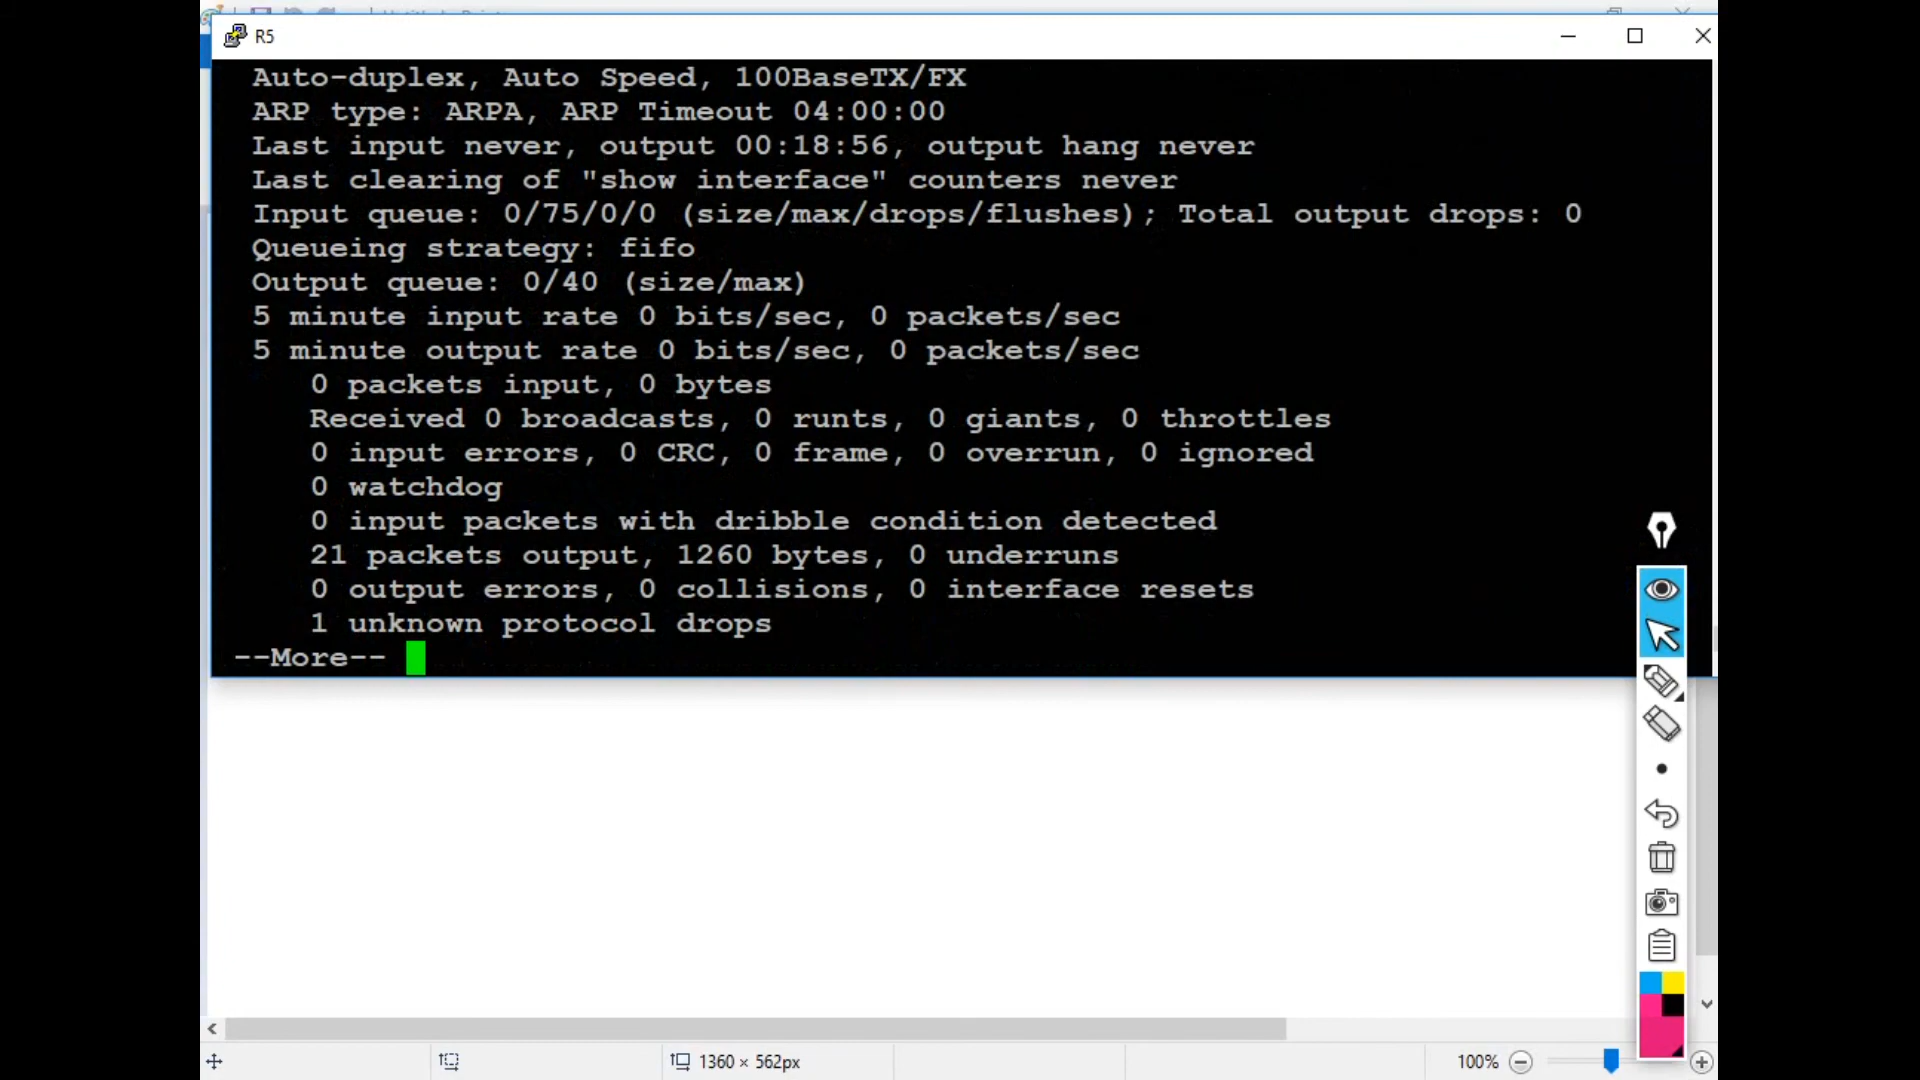 R5
Auto-duplex, Auto Speed, 100BaseTX/FX
ARP type: ARPA, ARP Timeout 04:00:00
Last input never, output 00:18:56, output hang never
Last clearing of "show interface" counters never
Input queue: 0/75/0/0 (size/max/drops/flushes); Total output drops: 0
Queueing strategy: fifo
Output queue: 0/40 (size/max)
5 minute input rate 0 bits/sec, 0 packets/sec
5 minute output rate 0 bits/sec, 0 packets/sec
0 packets input, 0 bytes
Received 0 broadcasts, 0 runts, 0 giants, 0 throttles
0 input errors, 0 CRC, 0 frame, 0 overrun, 0 ignored
0 watchdog
0 input packets with dribble condition detected
21 packets output, 1260 bytes, 0 underruns
0 output errors, 0 collisions, 0 interface resets
1 unknown protocol drops
--More--
1360 × 562px
100%